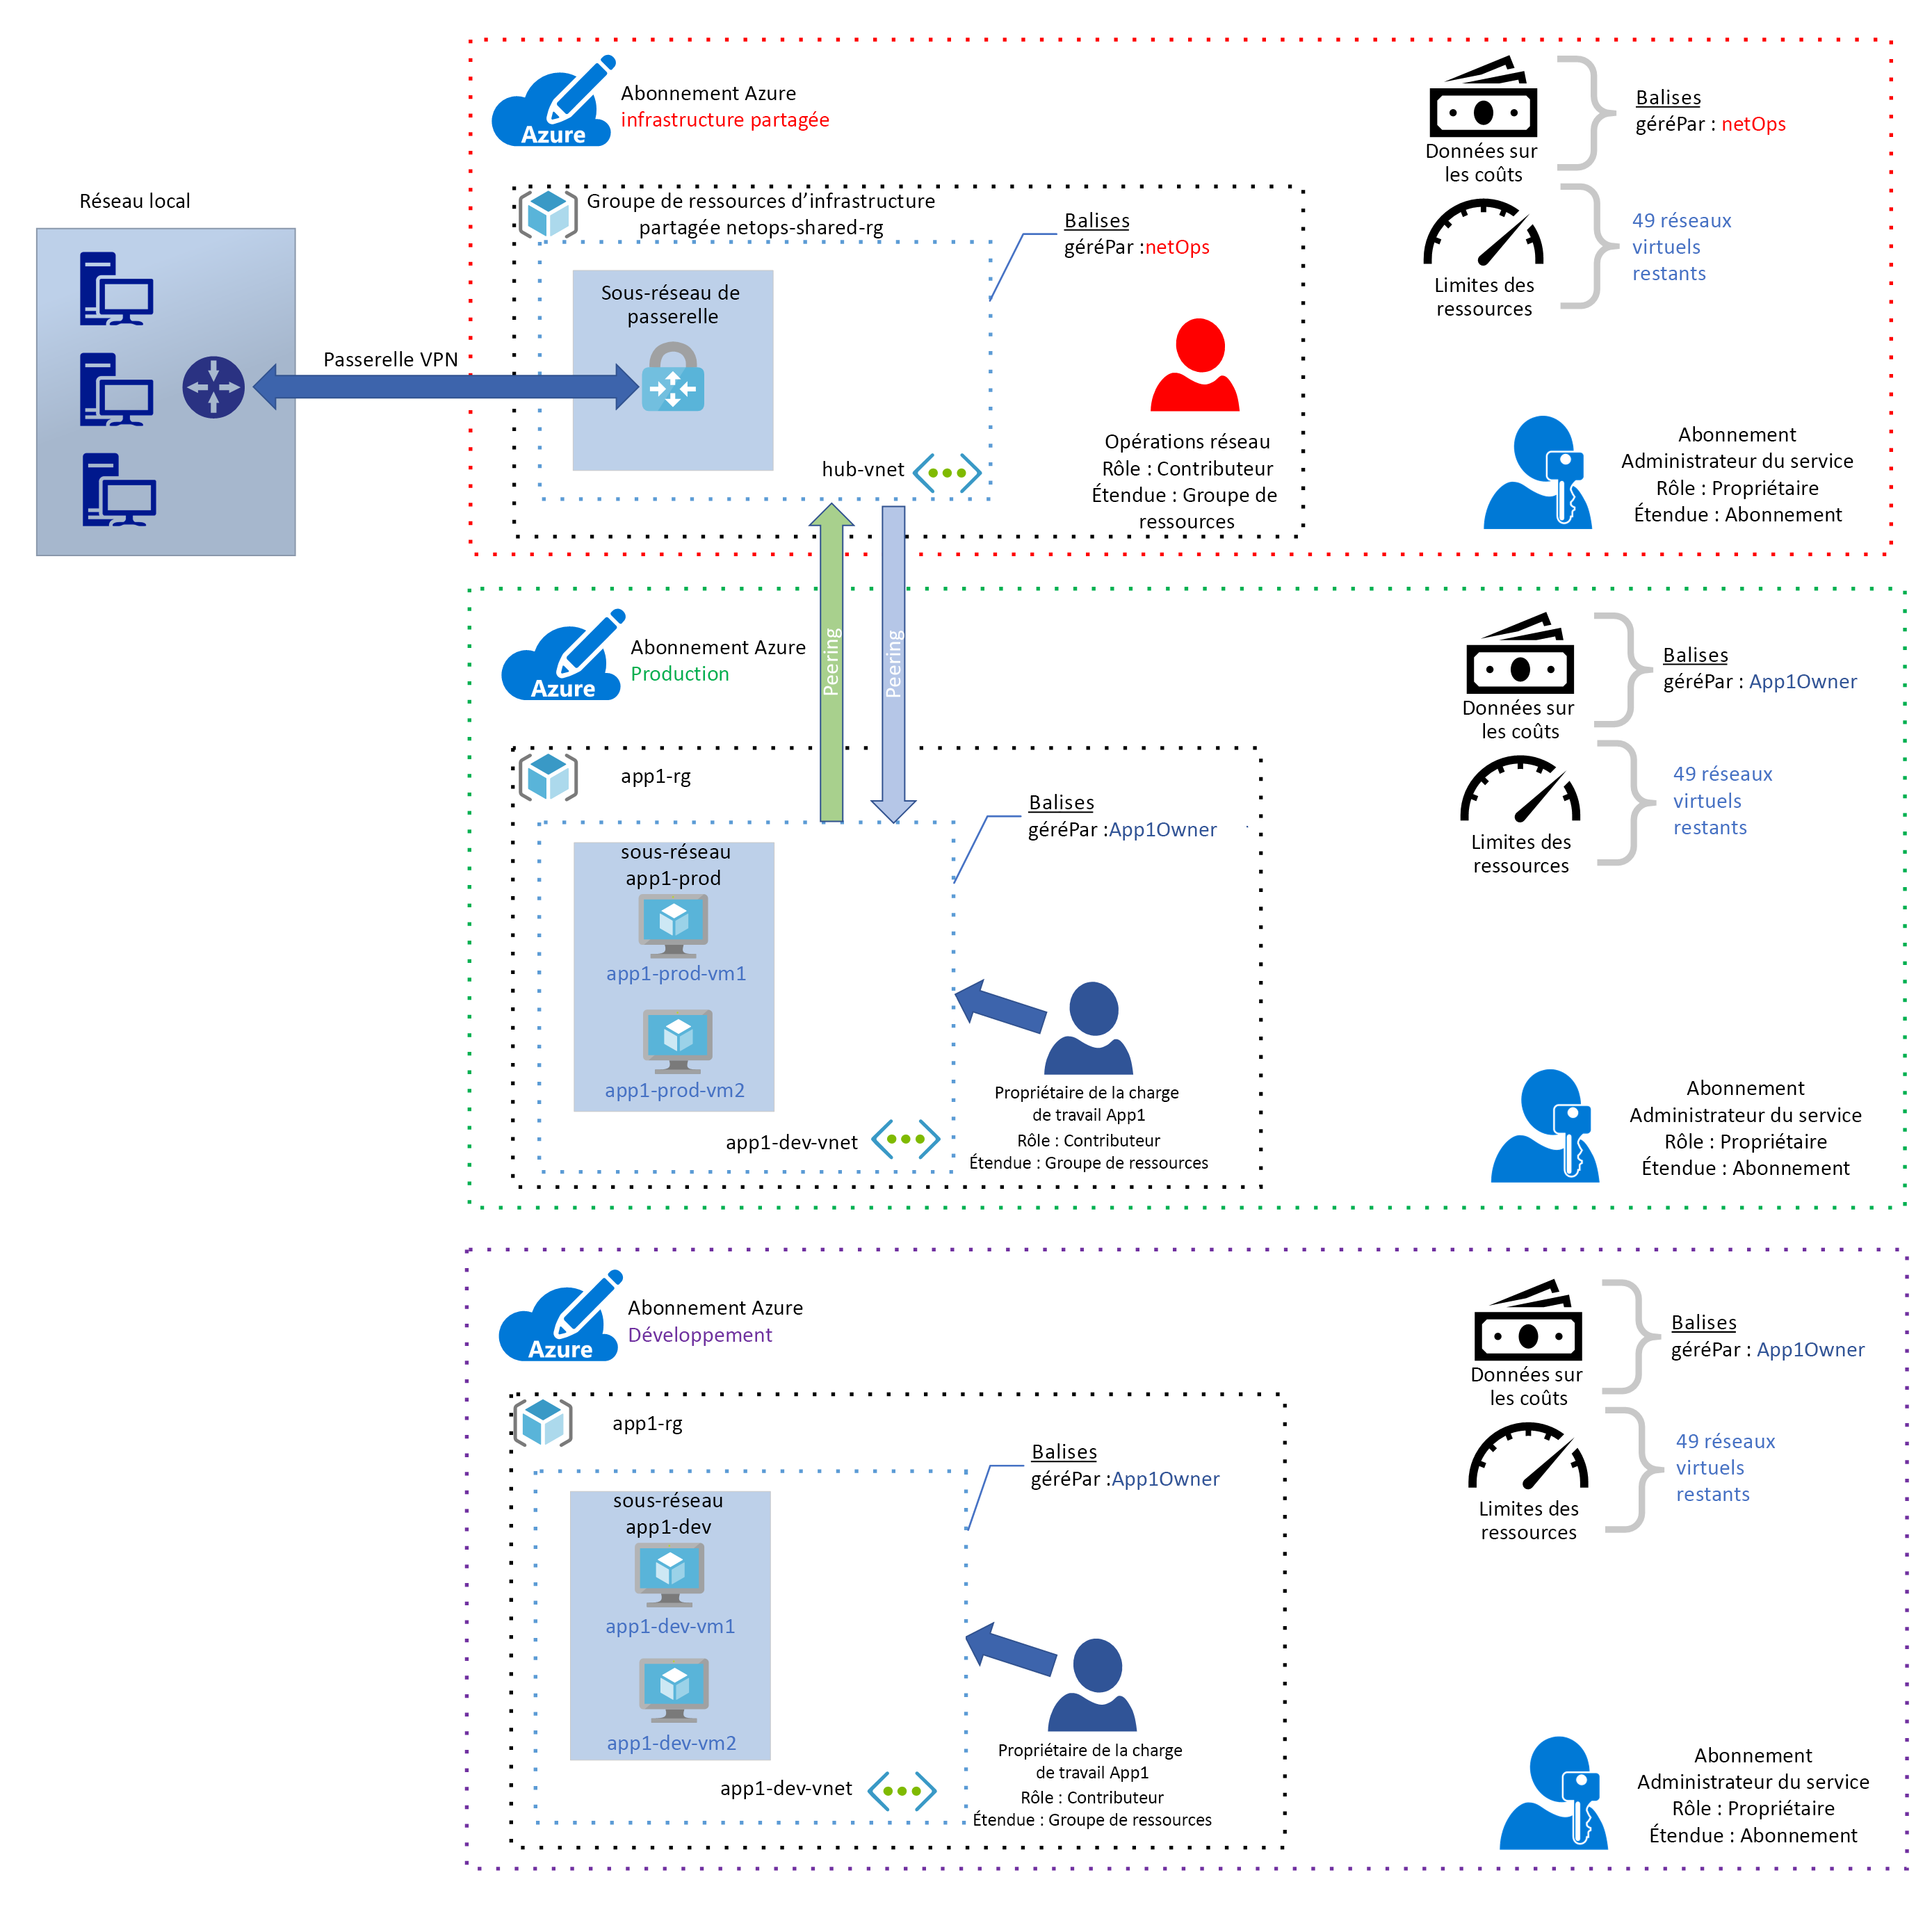 Azure
Abonnement Azure
infrastructure partagée
Données sur
les coûts
Balises
géréPar : netOps
Limites des
ressources
49 réseaux
virtuels
restants
Réseau local
Passerelle VPN
Groupe de ressources d’infrastructure
partagée netops-shared-rg
Balises
géréPar :netOps
Sous-réseau de
passerelle
hub-vnet
Opérations réseau
Rôle : Contributeur
Étendue : Groupe de
ressources
Abonnement
Administrateur du service
Rôle : Propriétaire
Étendue : Abonnement
Peering
Peering
Azure
Abonnement Azure
Production
Données sur
les coûts
Balises
géréPar : App1Owner
Limites des
ressources
49 réseaux
virtuels
restants
app1-rg
Balises
géréPar :App1Owner
sous-réseau
app1-prod
app1-prod-vm1
app1-prod-vm2
app1-dev-vnet
Propriétaire de la charge
de travail App1
Rôle : Contributeur
Étendue : Groupe de ressources
Abonnement
Administrateur du service
Rôle : Propriétaire
Étendue : Abonnement
Azure
Abonnement Azure
Développement
Données sur
les coûts
Balises
géréPar : App1Owner
Limites des
ressources
49 réseaux
virtuels
restants
app1-rg
Balises
géréPar :App1Owner
sous-réseau
app1-dev
app1-dev-vm1
app1-dev-vm2
app1-dev-vnet
Propriétaire de la charge
de travail App1
Rôle : Contributeur
Étendue : Groupe de ressources
Abonnement
Administrateur du service
Rôle : Propriétaire
Étendue : Abonnement